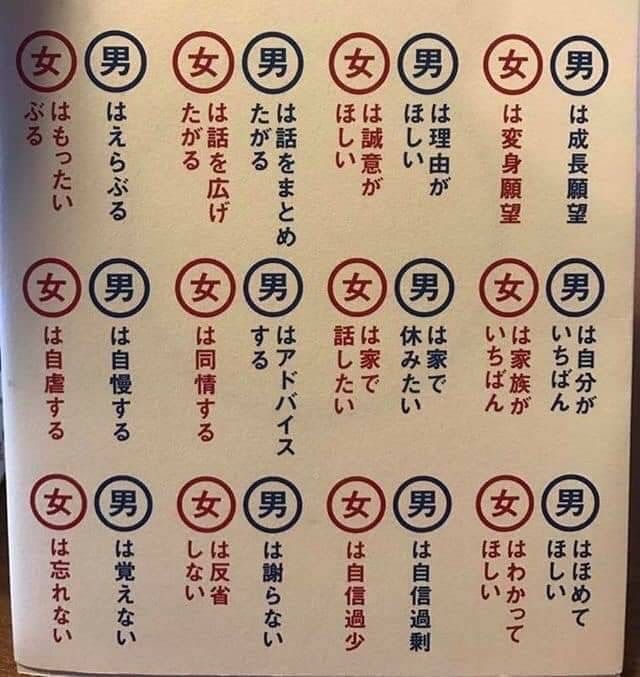 男は成長願望
女は変身願望
男は理由が
ほしい
女は誠意が
ほしい
男は話をまとめ
たがる
女は話を広げ
たがる
男はえらぶる
女はもったい
ぶる
男は自分が
いちばん
女は家族が
いちばん
男は家で
休みたい
女は家で
話したい
男はアドバイス
する
女は同情する
男は自慢する
女は自虐する
男はほめて
ほしい
女はわかって
ほしい
男は自信過剰
女は自信過少
男は謝らない
女は反省
しない
男は覚えない
女は忘れない